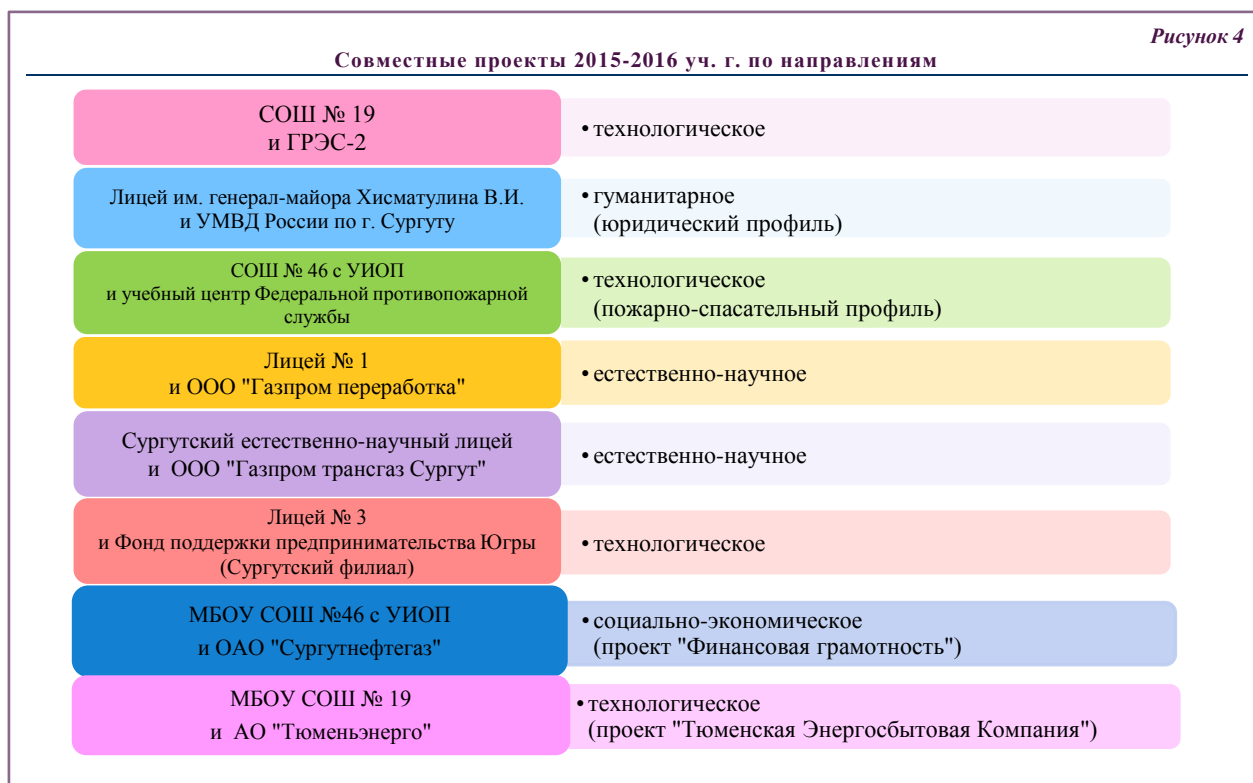 Рисунок 4
Совместные проекты 2015-2016 уч. г. по направлениям
СОШ № 19
и ГРЭС-2
• технологическое
Лицей им. генерал-майора Хисматулина В.И.
и УМВД России по г. Сургуту
• гуманитарное
(юридический профиль)
СОШ № 46 с УИОП
и учебный центр Федеральной противопожарной
службы
• технологическое
(пожарно-спасательный профиль)
Лицей № 1
и ООО "Газпром переработка"
• естественно-научное
Сургутский естественно-научный лицей
и ООО "Газпром трансгаз Сургут"
• естественно-научное
Лицей № 3
и Фонд поддержки предпринимательства Югры
(Сургутский филиал)
• технологическое
МБОУ СОШ №46 с УИОП
и ОАО "Сургутнефтегаз"
• социально-экономическое
(проект "Финансовая грамотность")
МБОУ СОШ № 19
и АО "Тюменьэнерго"
• технологическое
(проект "Тюменская Энергосбытовая Компания")